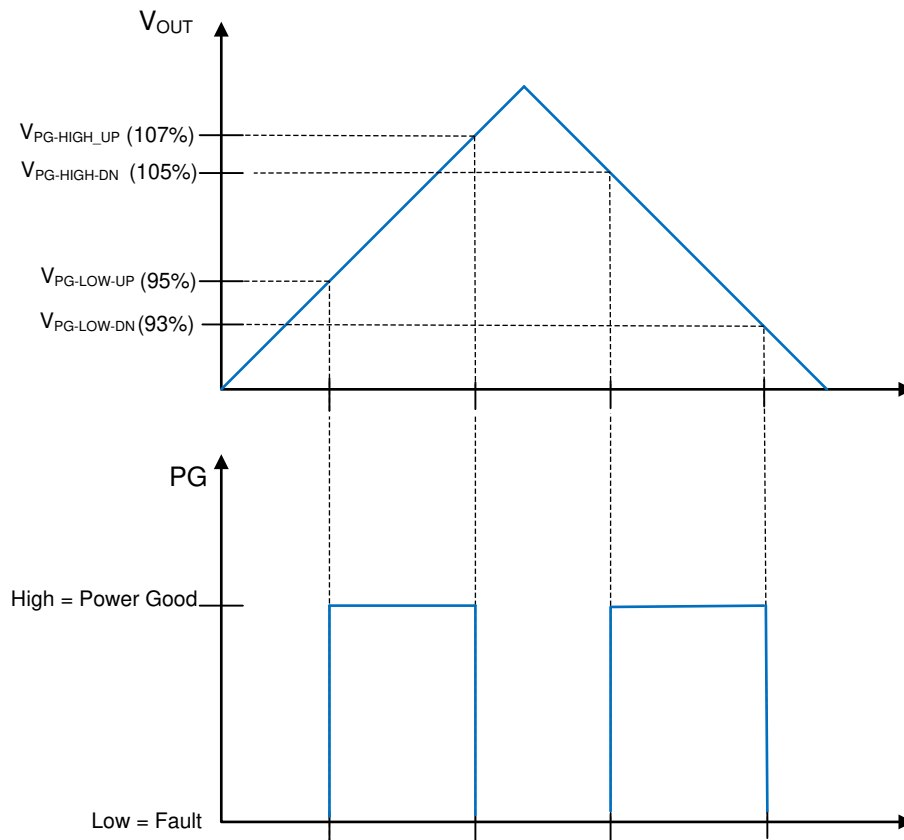 VOUT
VPG-HIGH_UP (107%)
VPG-HIGH-DN (105%)
VPG-LOW-UP (95%)
VPG-LOW-DN (93%)
PG
High = Power Good
Low = Fault